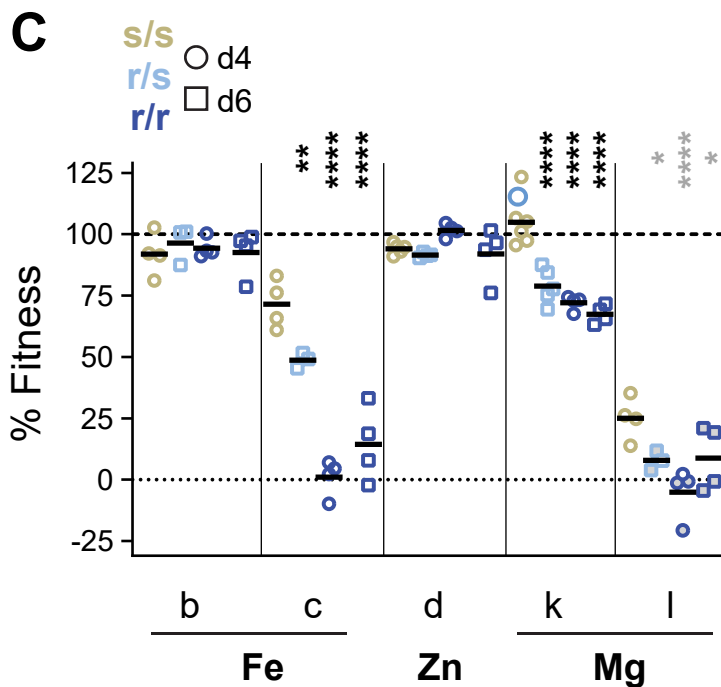 C
s/s
r/s
r/r
d4
d6
** **** **** **** **** **** * **** *
125
100
75
50
25
0
-25
% Fitness
b c d k l
Fe Zn Mg